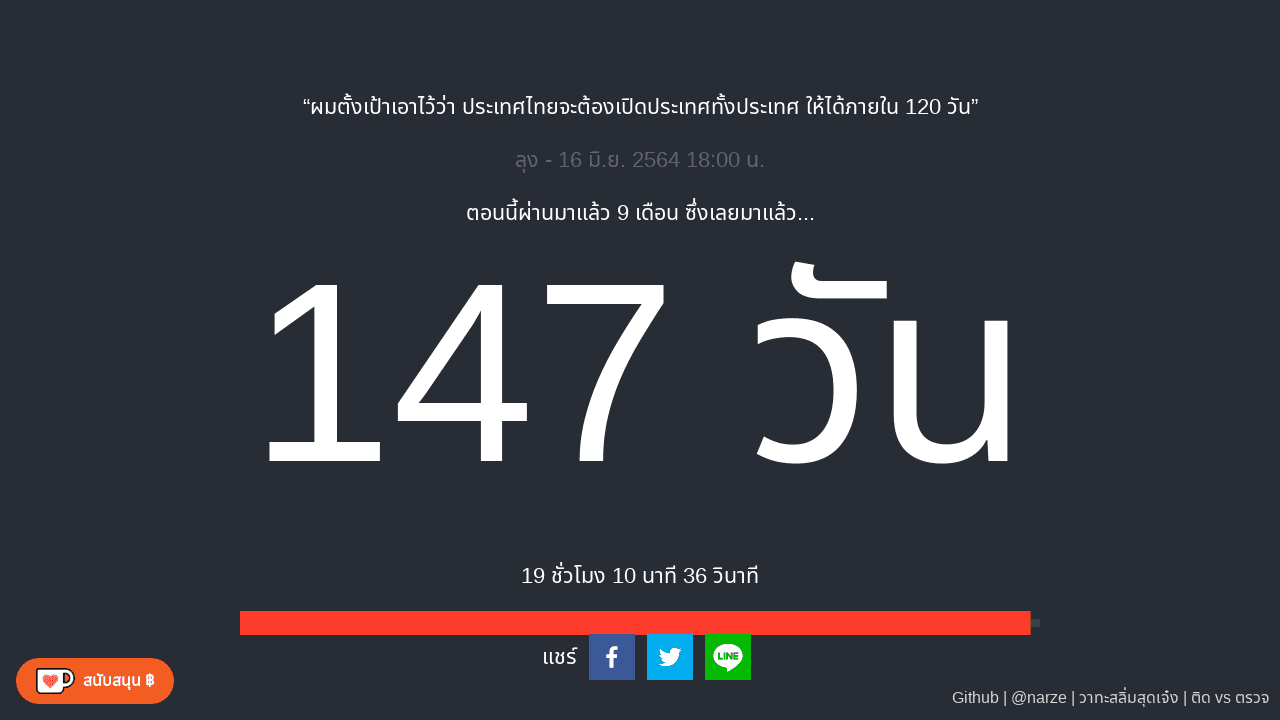 “ผมตั้งเป้าเอาไว้ว่า ประเทศไทยจะต้องเปิดประเทศทั้งประเทศ ให้ได้ภายใน 120 วัน”
ลุง - 16 มิ.ย. 2564 18:00 น.
ตอนนี้ผ่านมาแล้ว 9 เดือน ซึ่งเลยมาแล้ว...
147 วัน
19 ชั่วโมง 10 นาที 36 วินาที
แชร์
LINE
สนับสนุน ฿
Github | @narze | วาทะสลิ่มสุดเจ๋ง | ติด vs ตรวจ